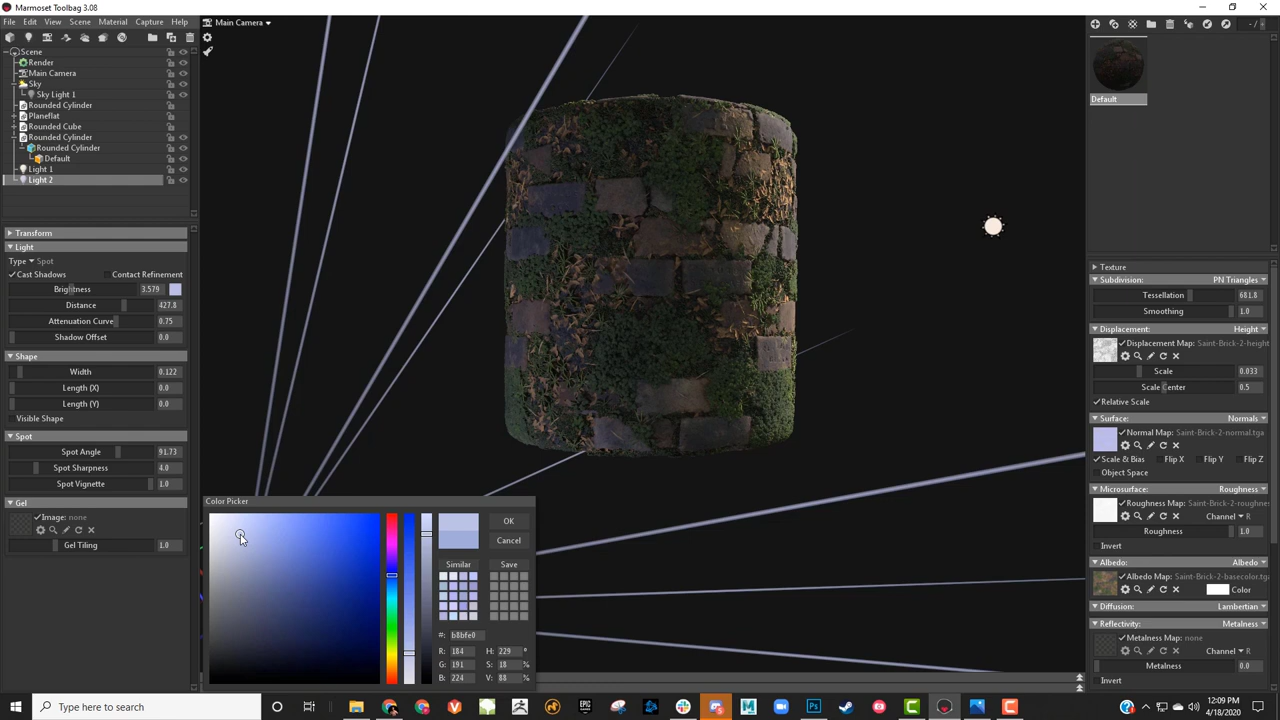 Marmoset Toolbag 3.08
File Edit View Scene Material Capture Help
Main Camera
Scene
Render
Main Camera
Sky
Sky Light 1
Rounded Cylinder
Planeflat
Rounded Cube
Rounded Cylinder
Rounded Cylinder
Default
Light 1
Light 2
Transform
Light
Type Spot
Cast Shadows Contact Refinement
Brightness 3.579
Distance 427.8
Attenuation Curve 0.75
Shadow Offset 0.0
Shape
Width 0.122
Length (X) 0.0
Length (Y) 0.0
Visible Shape
Spot
Spot Angle 91.73
Spot Sharpness 4.0
Spot Vignette 1.0
Gel
Image: none
Gel Tiling 1.0
Color Picker
OK
Cancel
Similar Save
#: b8bfe0
R: 184 H: 229 °
G: 191 S: 18 %
B: 224 V: 88 %
- / -
Default
Texture
Subdivision: PN Triangles
Tessellation 681.8
Smoothing 1.0
Displacement: Height
Displacement Map: Saint-Brick-2-height
Scale 0.033
Scale Center 0.5
Relative Scale
Surface: Normals
Normal Map: Saint-Brick-2-normal.tga
Scale & Bias Flip X Flip Y Flip Z
Object Space
Microsurface: Roughness
Roughness Map: Saint-Brick-2-roughnes
Channel R
Roughness 1.0
Invert
Albedo: Albedo
Albedo Map: Saint-Brick-2-basecolor.tga
Color
Diffusion: Lambertian
Reflectivity: Metalness
Metalness Map: none
Channel R
Metalness 0.0
Invert
Type here to search
12:09 PM
4/18/2020